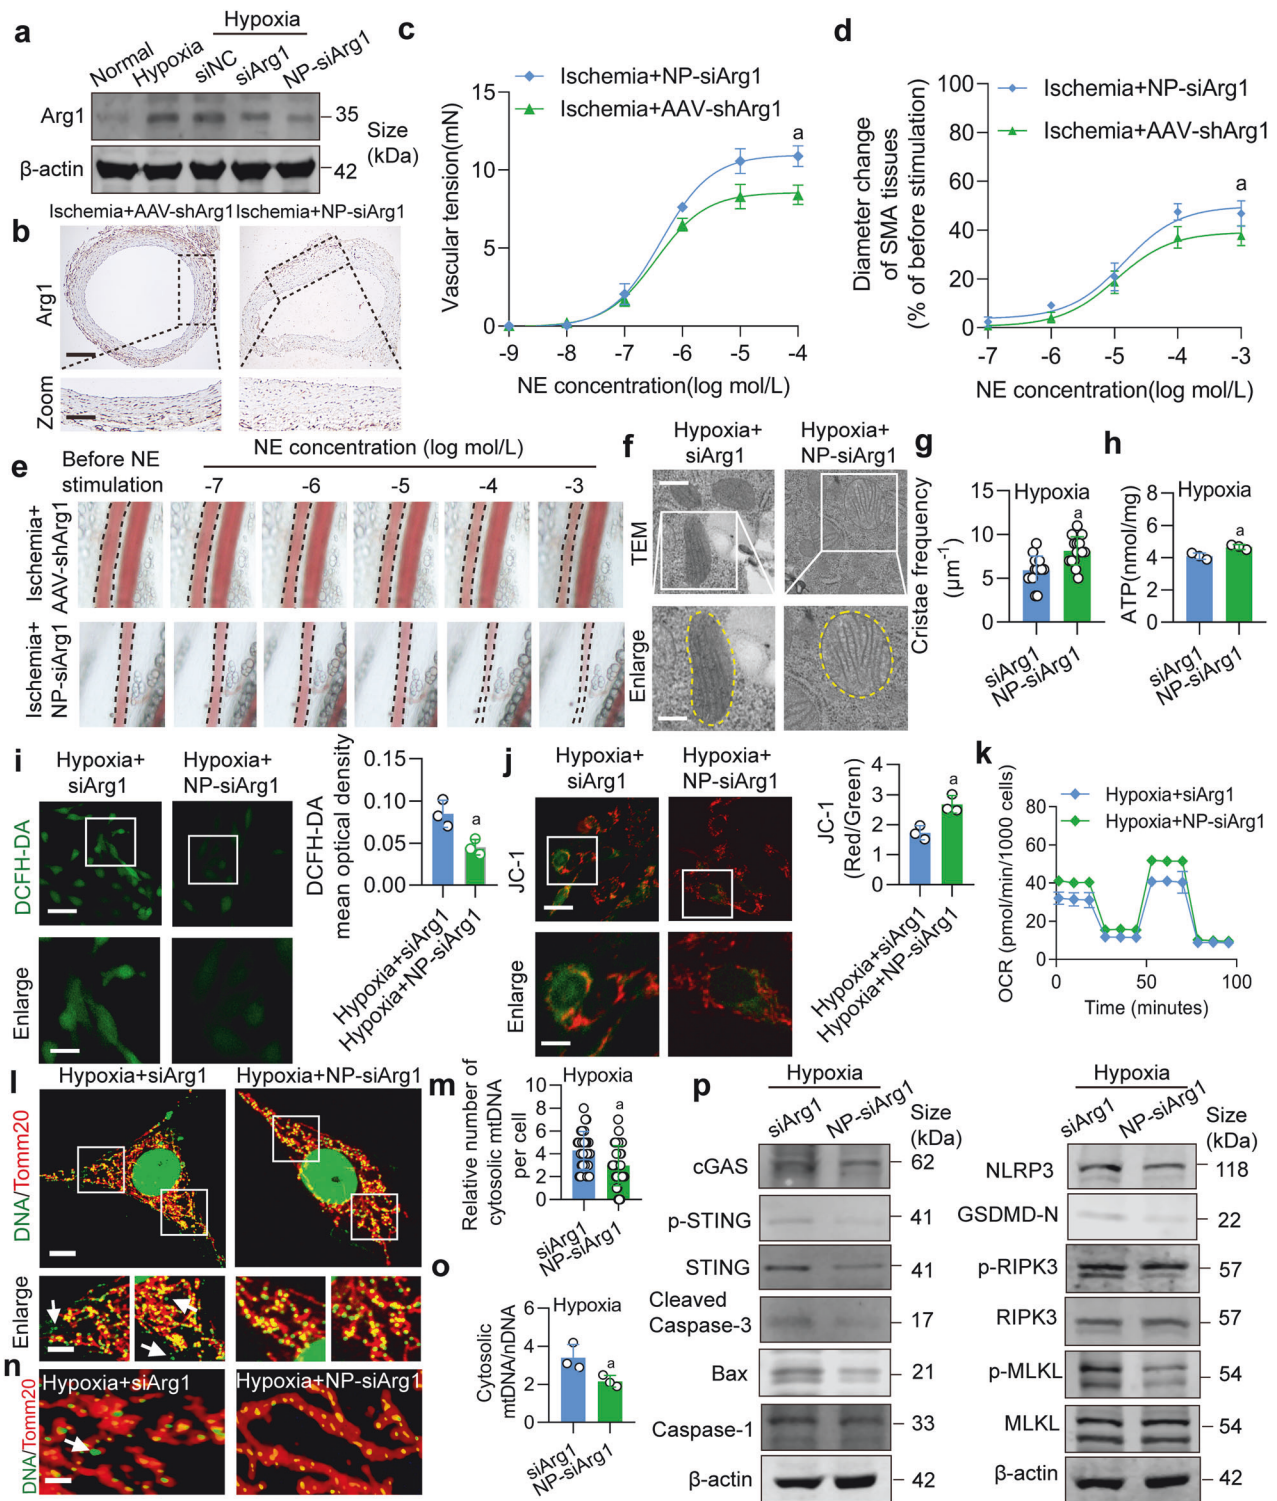 a
Hypoxia
Normal
Hypoxia
siNC
siArg1
NP-siArg1
Arg1
35
Size
(kDa)
β-actin
42
b
Ischemia+AAV-shArg1
Ischemia+NP-siArg1
Arg1
Zoom
c
Ischemia+NP-siArg1
Ischemia+AAV-shArg1
Vascular tension(mN)
15
10
5
0
a
-9
-8
-7
-6
-5
-4
NE concentration(log mol/L)
d
Ischemia+NP-siArg1
Ischemia+AAV-shArg1
Diameter change
of SMA tissues
(% of before stimulation)
100
80
60
40
20
0
a
-7
-6
-5
-4
-3
NE concentration(log mol/L)
e
Before NE
stimulation
NE concentration (log mol/L)
-7
-6
-5
-4
-3
Ischemia+
AAV-shArg1
Ischemia+
NP-siArg1
f
Hypoxia+
siArg1
Hypoxia+
NP-siArg1
TEM
Enlarge
g
Cristae frequency
(μm⁻¹)
15
10
5
0
Hypoxia
a
siArg1
NP-siArg1
h
ATP(nmol/mg)
8
6
4
2
0
Hypoxia
a
siArg1
NP-siArg1
i
Hypoxia+
siArg1
Hypoxia+
NP-siArg1
DCFH-DA
Enlarge
DCFH-DA
mean optical density
0.15
0.10
0.05
0.00
a
Hypoxia+siArg1
Hypoxia+NP-siArg1
j
Hypoxia+
siArg1
Hypoxia+
NP-siArg1
JC-1
Enlarge
JC-1
(Red/Green)
4
3
2
1
0
a
Hypoxia+siArg1
Hypoxia+NP-siArg1
k
Hypoxia+siArg1
Hypoxia+NP-siArg1
OCR (pmol/min/1000 cells)
80
60
40
20
0
0
50
100
Time (minutes)
l
Hypoxia+siArg1
Hypoxia+NP-siArg1
DNA/Tomm20
Enlarge
m
Relative number of
cytosolic mtDNA
per cell
10
8
6
4
2
0
Hypoxia
a
siArg1
NP-siArg1
n
Hypoxia+siArg1
Hypoxia+NP-siArg1
DNA/Tomm20
o
Cytosolic
mtDNA/nDNA
6
4
2
0
Hypoxia
a
siArg1
NP-siArg1
p
Hypoxia
siArg1
NP-siArg1
Size
(kDa)
cGAS
62
p-STING
41
STING
41
Cleaved
Caspase-3
17
Bax
21
Caspase-1
33
β-actin
42
Hypoxia
siArg1
NP-siArg1
Size
(kDa)
NLRP3
118
GSDMD-N
22
p-RIPK3
57
RIPK3
57
p-MLKL
54
MLKL
54
β-actin
42